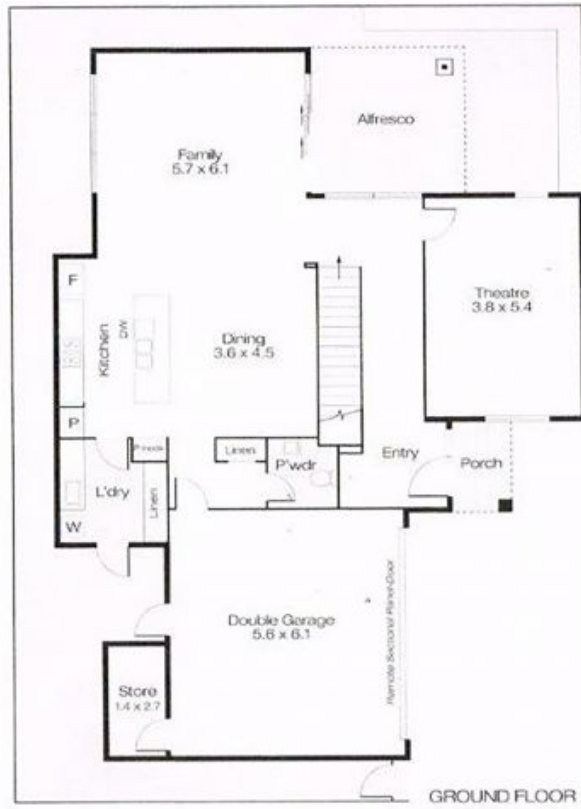 Alfresco
Family
5.7 x 6.1
F
Theatre
3.8 x 5.4
Kitchen
DW
Dining
3.6 x 4.5
P
P'nook
Linen
P'wdr
Entry
Porch
L'dry
Linen
W
Double Garage
5.6 x 6.1
Remote Sectional Panel Door
Store
1.4 x 2.7
GROUND FLOOR